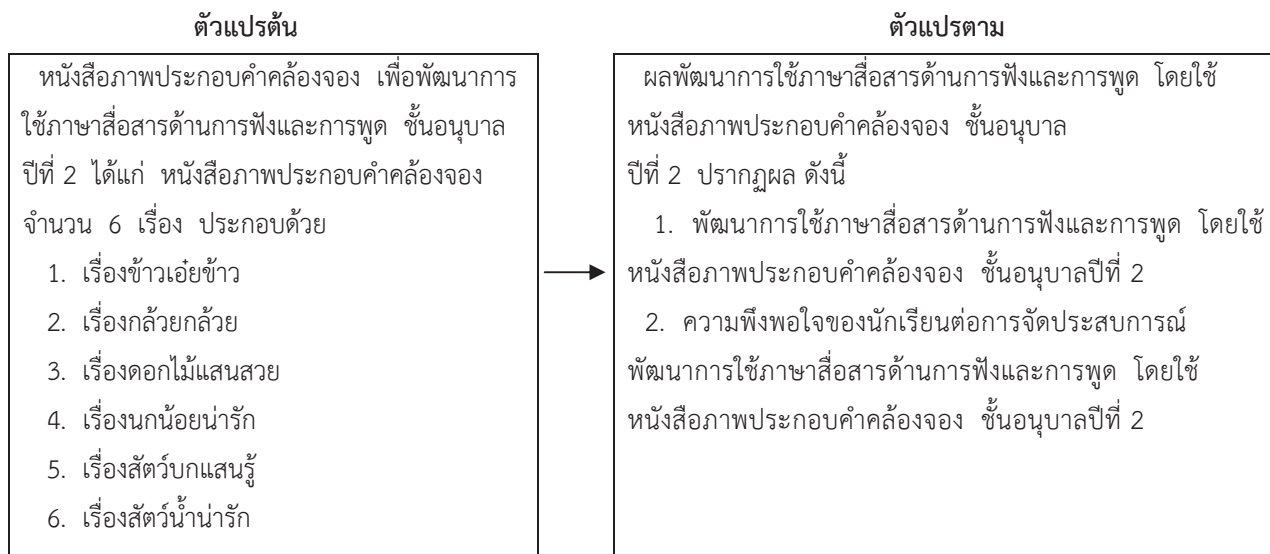 ตัวแปรต้น
หนังสือภาพประกอบคำคล้องจอง เพื่อพัฒนาการ
ใช้ภาษาสื่อสารด้านการฟังและการพูด ชั้นอนุบาล
ปีที่ 2 ได้แก่ หนังสือภาพประกอบคำคล้องจอง
จำนวน 6 เรื่อง ประกอบด้วย
1. เรื่องข้าวเอ๋ยข้าว
2. เรื่องกล้วยกล้วย
3. เรื่องดอกไม้แสนสวย
4. เรื่องนกน้อยน่ารัก
5. เรื่องสัตว์บกแสนรู้
6. เรื่องสัตว์น้ำน่ารัก
ตัวแปรตาม
ผลพัฒนาการใช้ภาษาสื่อสารด้านการฟังและการพูด โดยใช้
หนังสือภาพประกอบคำคล้องจอง ชั้นอนุบาล
ปีที่ 2 ปรากฏผล ดังนี้
1. พัฒนาการใช้ภาษาสื่อสารด้านการฟังและการพูด โดยใช้
หนังสือภาพประกอบคำคล้องจอง ชั้นอนุบาลปีที่ 2
2. ความพึงพอใจของนักเรียนต่อการจัดประสบการณ์
พัฒนาการใช้ภาษาสื่อสารด้านการฟังและการพูด โดยใช้
หนังสือภาพประกอบคำคล้องจอง ชั้นอนุบาลปีที่ 2